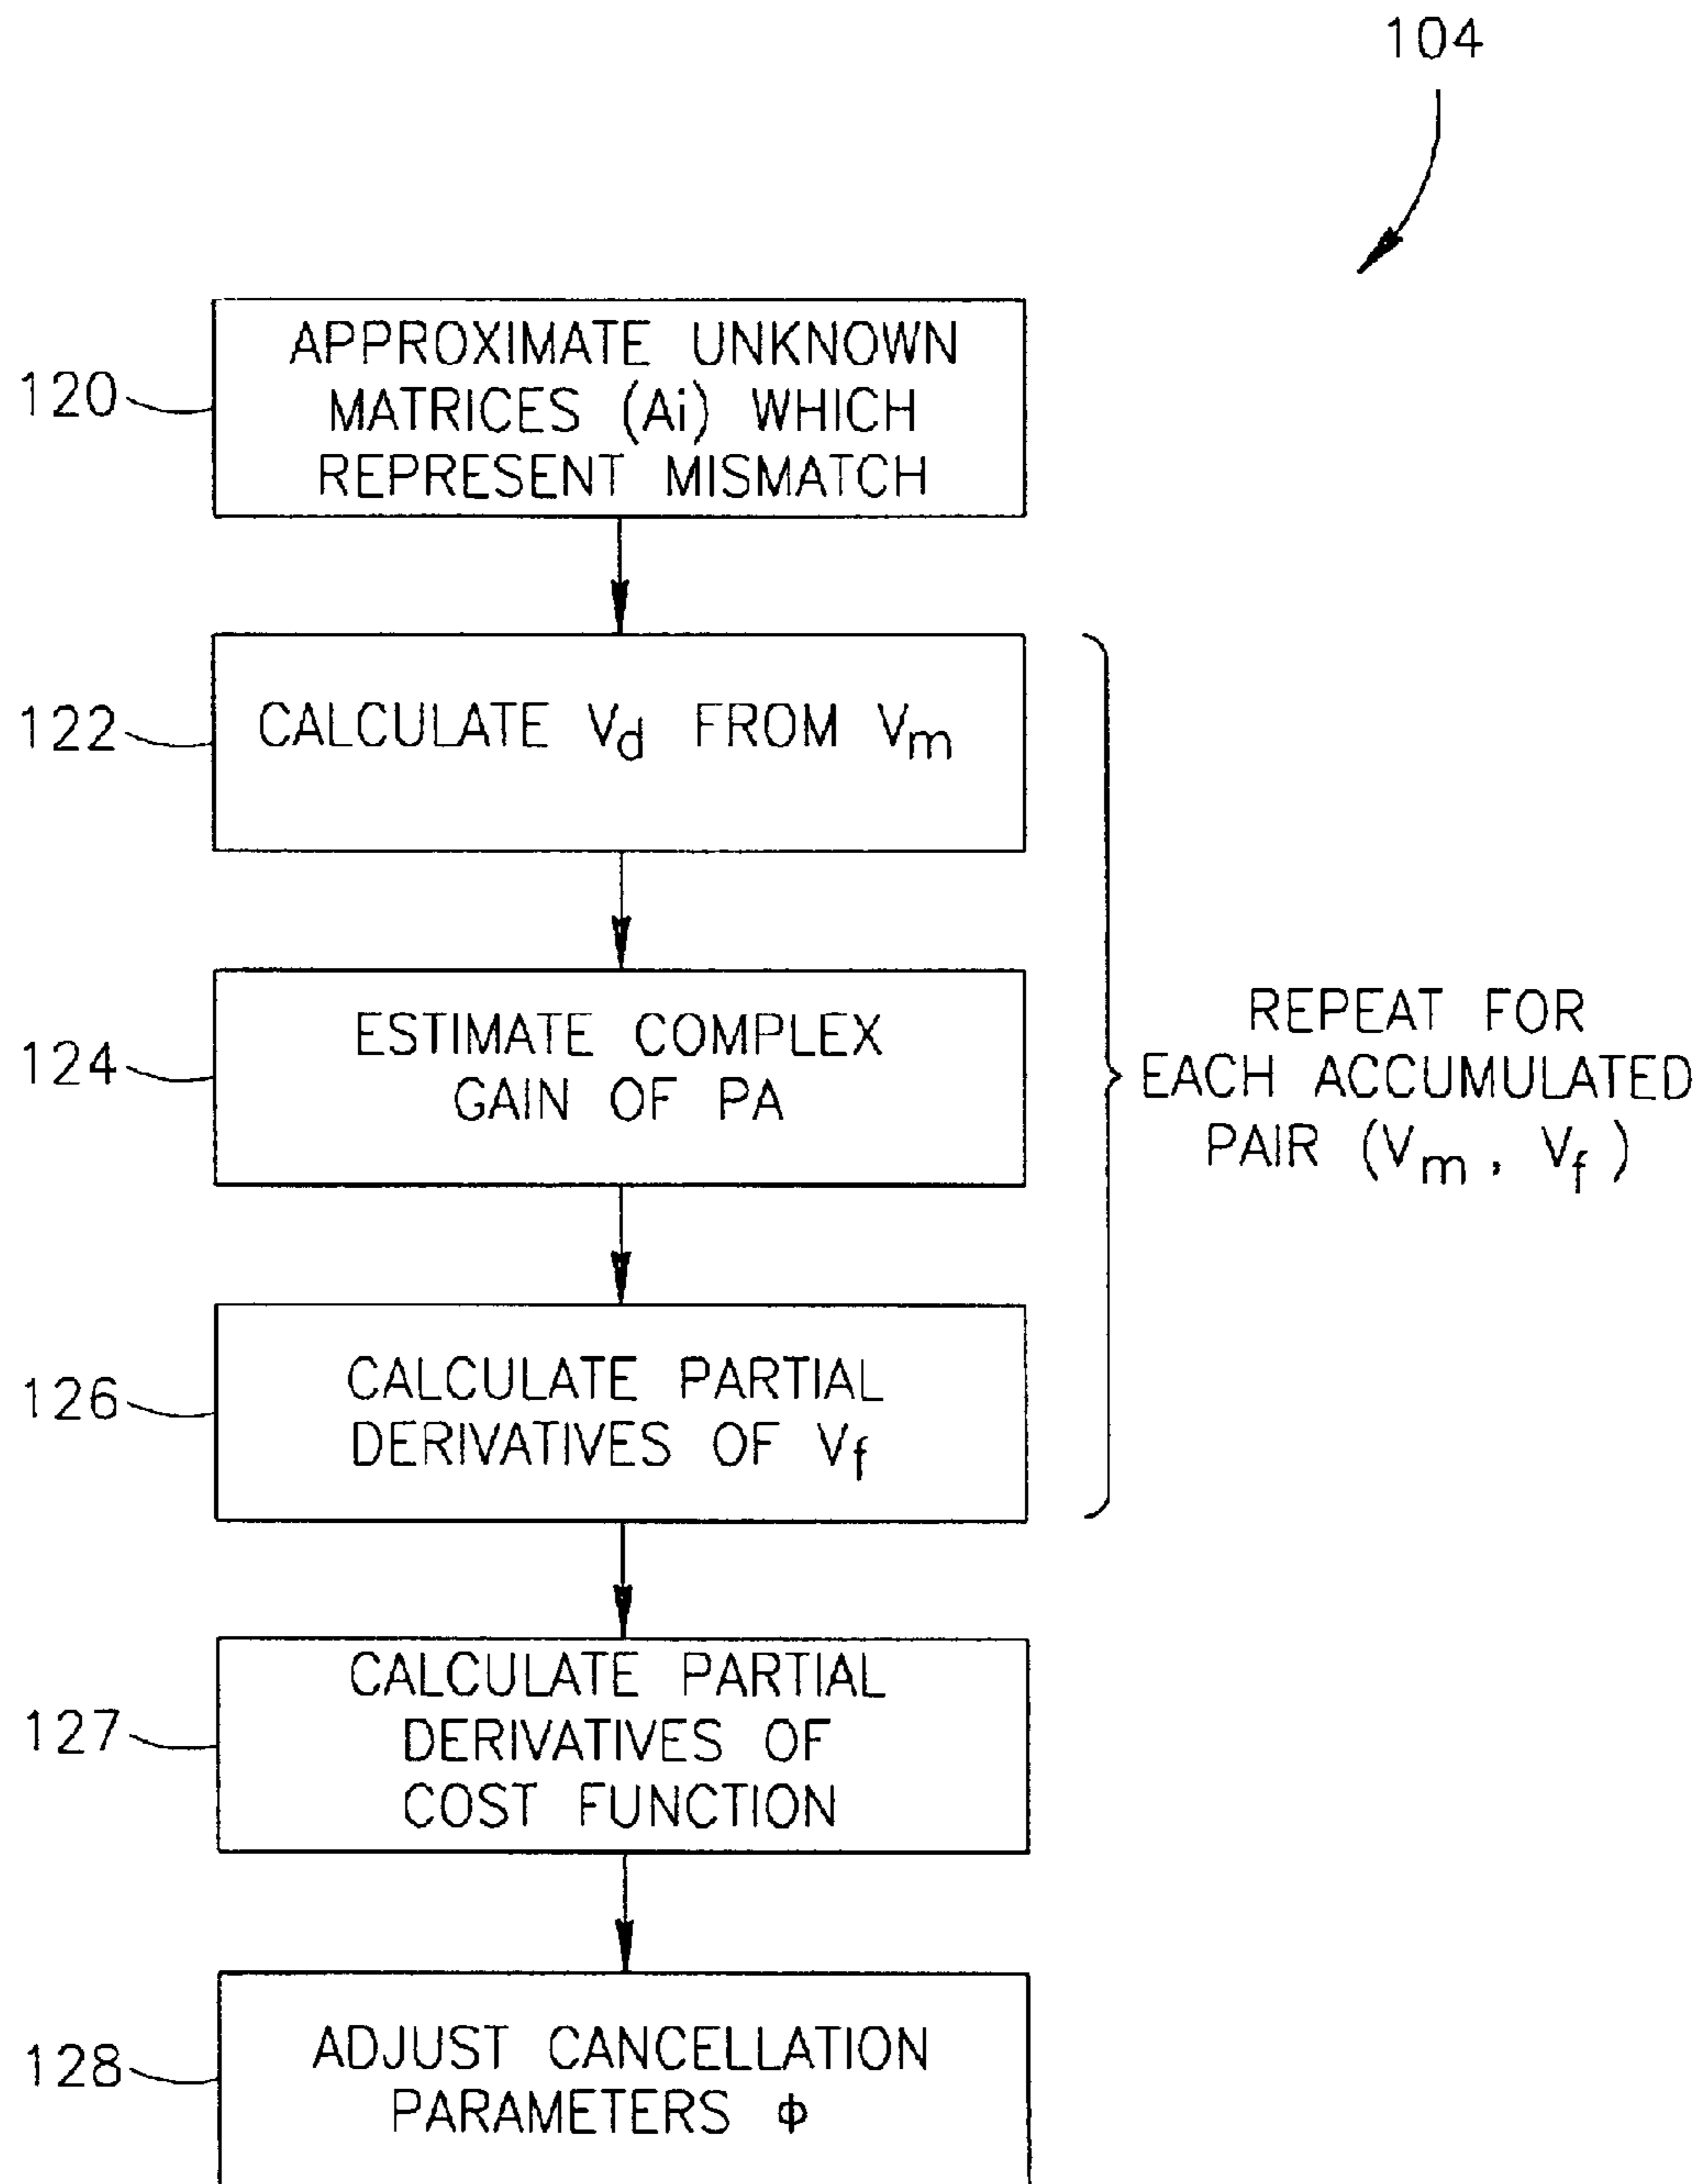 104
120
APPROXIMATE UNKNOWN
MATRICES (Ai) WHICH
REPRESENT MISMATCH
122
CALCULATE Vd FROM Vm
124
ESTIMATE COMPLEX
GAIN OF PA
REPEAT FOR
EACH ACCUMULATED
PAIR (Vm, Vf)
126
CALCULATE PARTIAL
DERIVATIVES OF Vf
127
CALCULATE PARTIAL
DERIVATIVES OF
COST FUNCTION
128
ADJUST CANCELLATION
PARAMETERS Φ